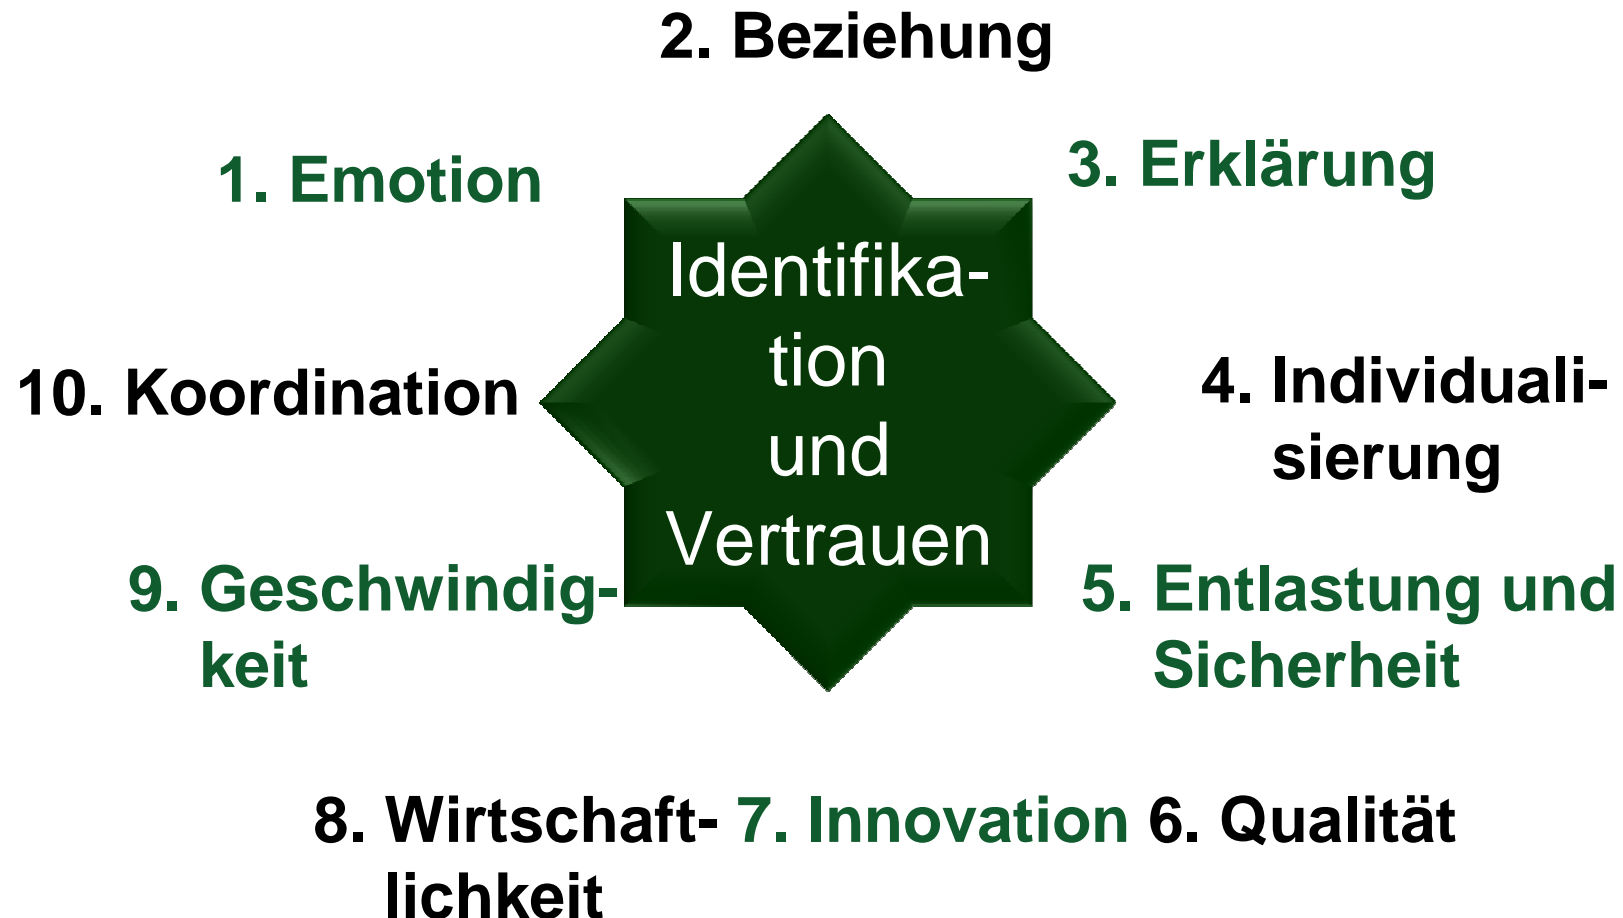 2. Beziehung
1. Emotion
3. Erklärung
Identifika-
tion
und
Vertrauen
10. Koordination
4. Individuali-
sierung
9. Geschwindig-
keit
5. Entlastung und
Sicherheit
8. Wirtschaft-
lichkeit
7. Innovation
6. Qualität